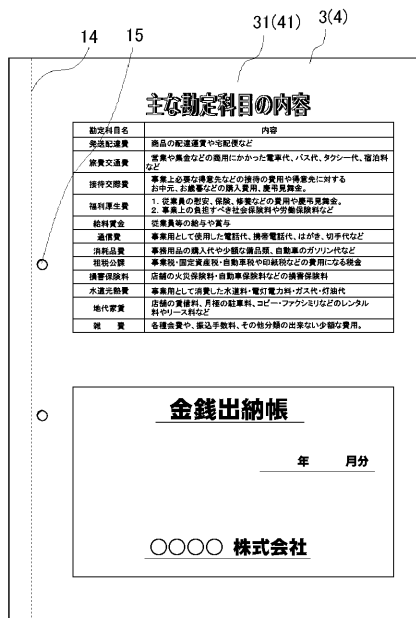 31(41)
3(4)
14
15
主な勘定科目の内容
勘定科目名 内容
発送配達費 商品の配達運賃や宅配便など
旅費交通費 営業や集金などの商用にかかった電車代、バス代、タクシー代、宿泊料
など
接待交際費 事業上必要な得意先などの接待の費用や得意先に対する
お中元、お歳暮などの購入費用、慶弔見舞金。
福利厚生費 1. 従業員の慰安、保険、修養などの費用や慶弔見舞金。
2. 事業上の負担すべき社会保険料や労働保険料など
給料賃金 従業員等の給与や賞与
通信費 事業用として使用した電話代、携帯電話代、はがき、切手代など
消耗品費 事務用品の購入代や少額な備品類、自動車のガソリン代など
租税公課 事業税・固定資産税・自動車税や印紙税などの費用になる税金
損害保険料 店舗の火災保険料・自動車保険料などの損害保険料
水道光熱費 事業用として消費した水道料・電灯電力料・ガス代・灯油代
地代家賃 店舗の賃借料、月極の駐車料、コピー・ファクシミリなどのレンタル
料やリース料など
雑 費 各種会費や、振込手数料、その他分類の出来ない少額な費用。
金銭出納帳
年 月分
〇〇〇〇 株式会社